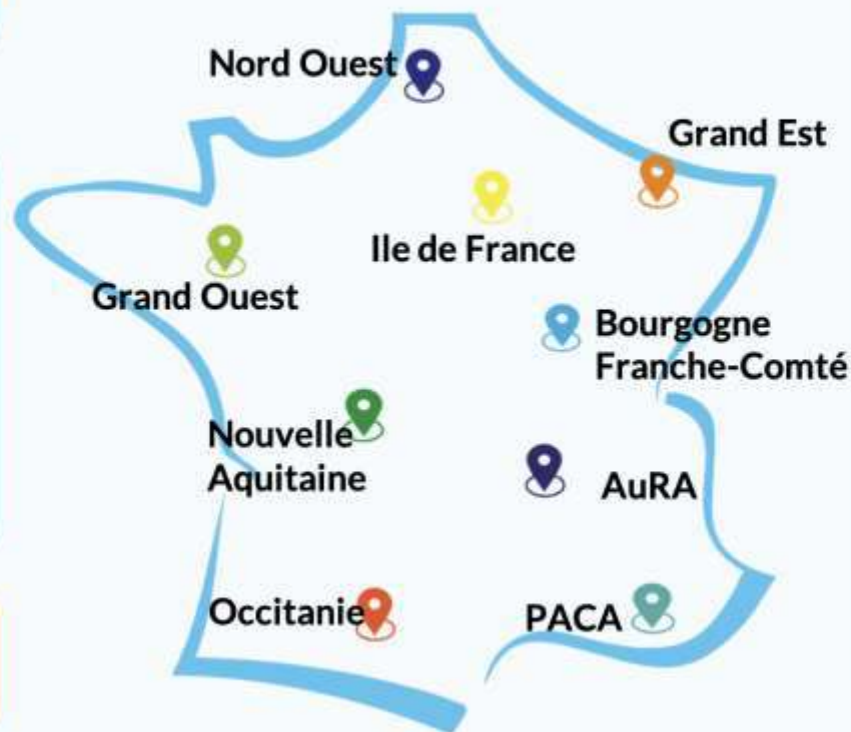 Nord Ouest
Grand Est
Ile de France
Grand Ouest
Bourgogne
Franche-Comté
Nouvelle
Aquitaine
AuRA
Occitanie
PACA